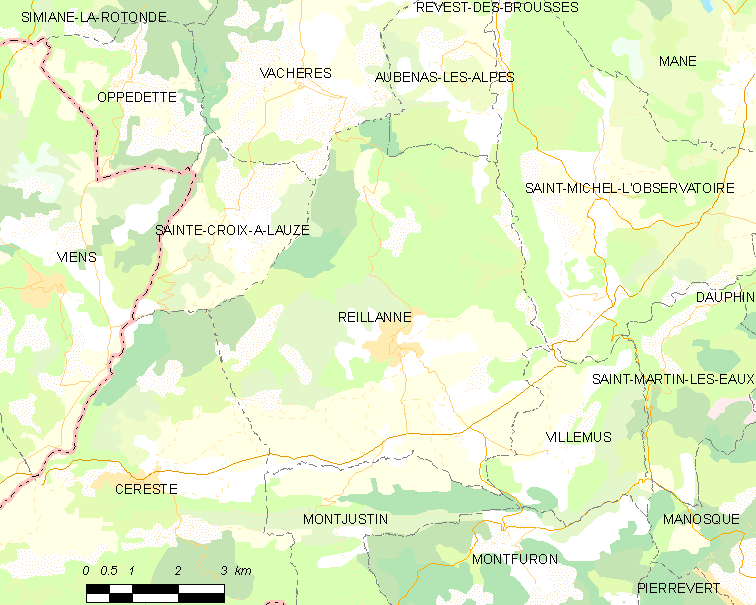 REVEST-DES-BROUSSES
SIMIANE-LA-ROTONDE
MANE
VACHERES
AUBENAS-LES-ALPES
OPPEDETTE
SAINT-MICHEL-L'OBSERVATOIRE
SAINTE-CROIX-A-LAUZE
VIENS
DAUPHIN
REILLANNE
SAINT-MARTIN-LES-EAUX
VILLEMUS
CERESTE
MONTJUSTIN
MANOSQUE
MONTFURON
0 0.5 1 2 3 km
PIERREVERT